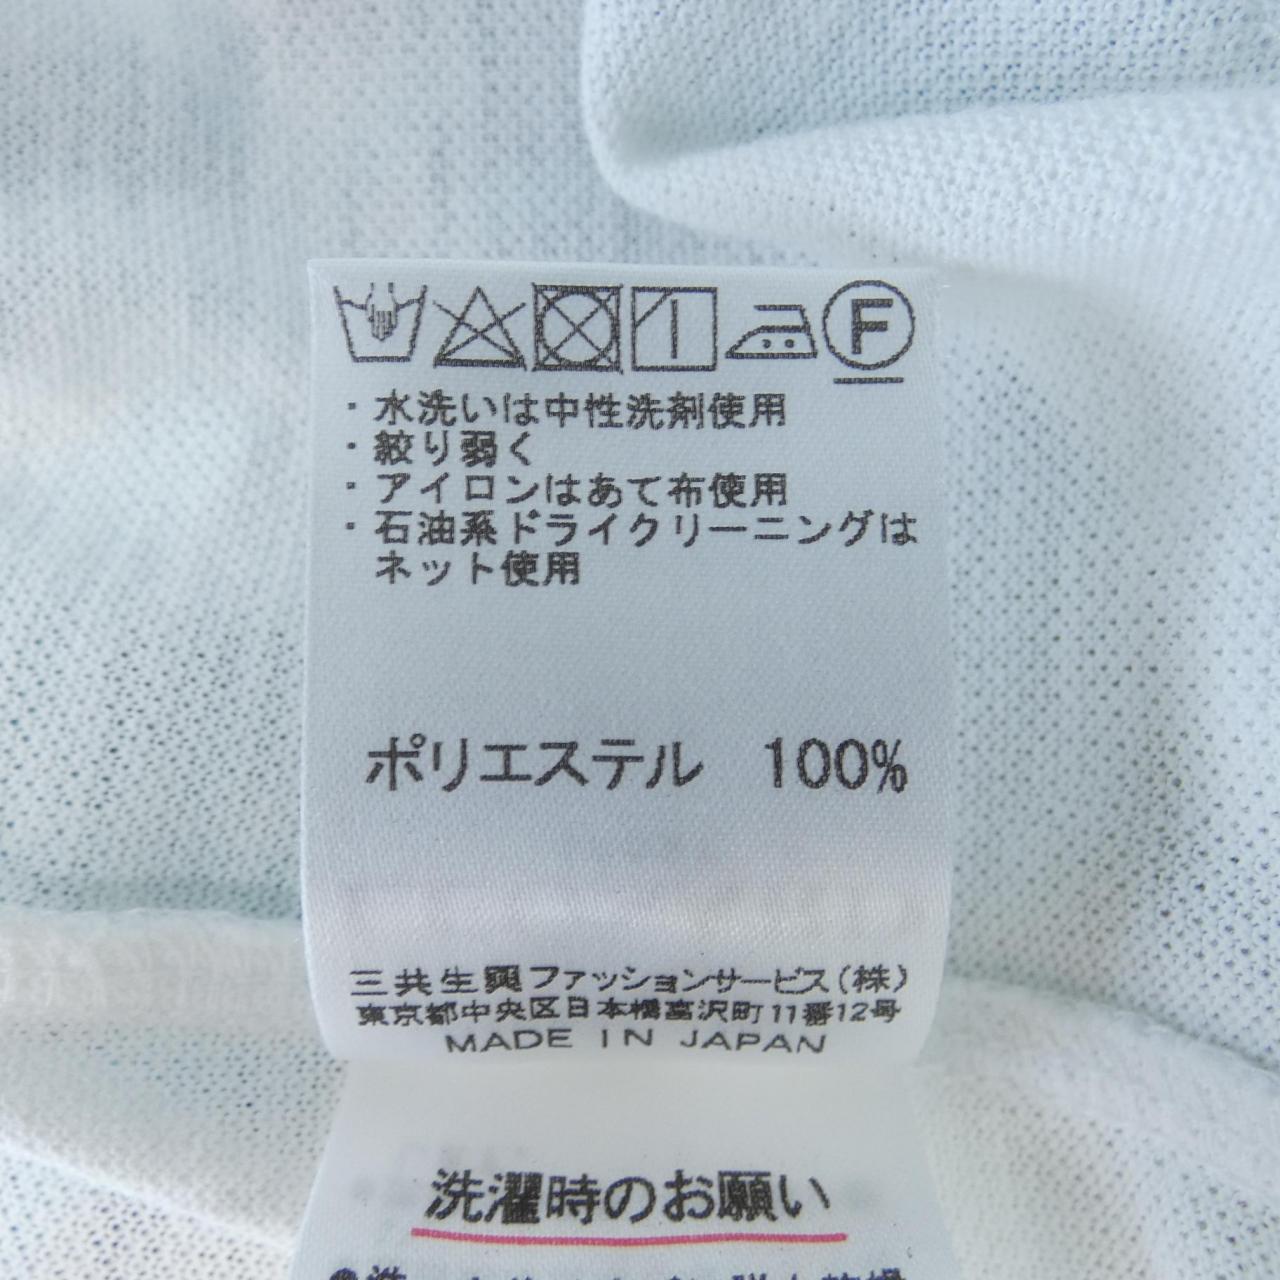 F
・水洗いは中性洗剤使用
・絞り弱く
・アイロンはあて布使用
・石油系ドライクリーニングは
ネット使用
ポリエステル 100%
三共生興ファッションサービス(株)
東京都中央区日本橋富沢町11番12号
MADE IN JAPAN
洗濯時のお願い